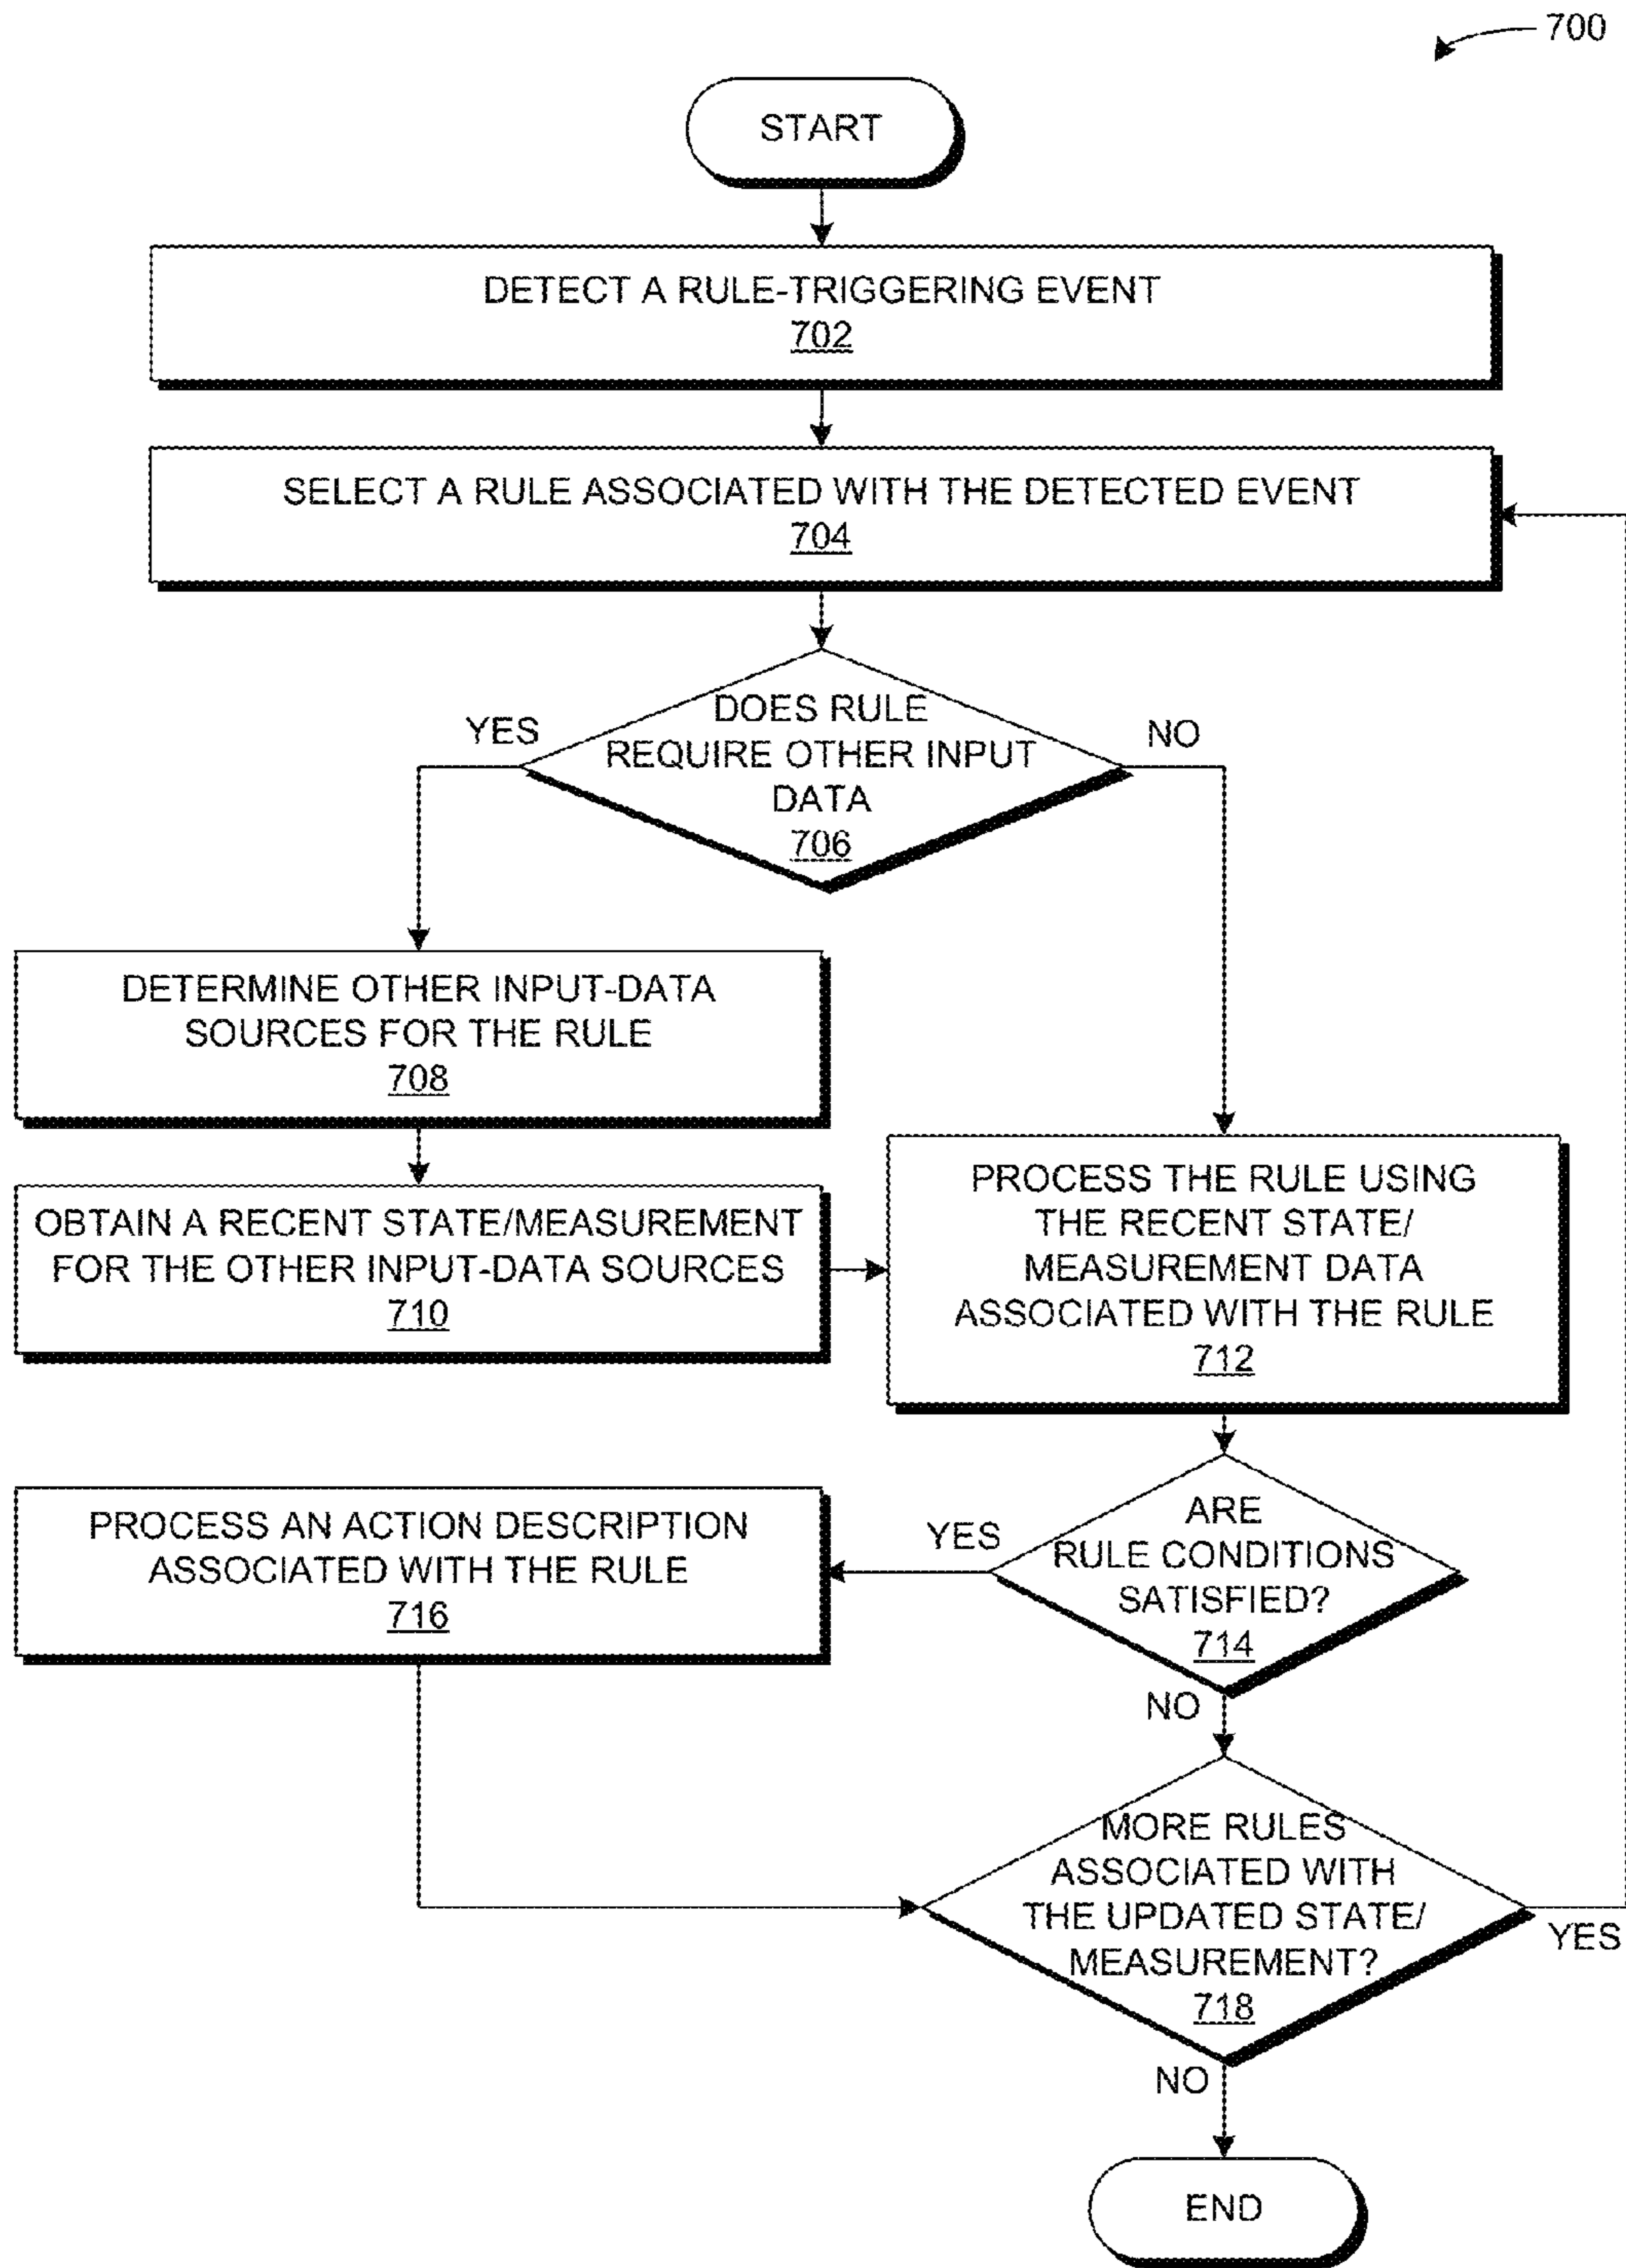 700
START
DETECT A RULE-TRIGGERING EVENT
702
SELECT A RULE ASSOCIATED WITH THE DETECTED EVENT
704
DOES RULE
REQUIRE OTHER INPUT
DATA
706
YES
NO
DETERMINE OTHER INPUT-DATA
SOURCES FOR THE RULE
708
OBTAIN A RECENT STATE/MEASUREMENT
FOR THE OTHER INPUT-DATA SOURCES
710
PROCESS THE RULE USING
THE RECENT STATE/
MEASUREMENT DATA
ASSOCIATED WITH THE RULE
712
ARE
RULE CONDITIONS
SATISFIED?
714
YES
NO
PROCESS AN ACTION DESCRIPTION
ASSOCIATED WITH THE RULE
716
MORE RULES
ASSOCIATED WITH
THE UPDATED STATE/
MEASUREMENT?
718
YES
NO
END